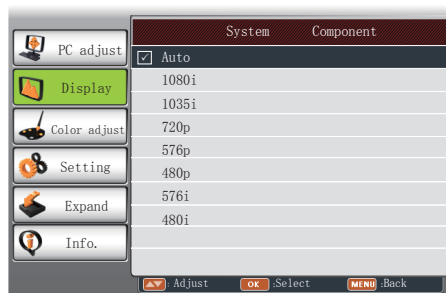 System Component
PC adjust
Display
Color adjust
Setting
Expand
Info.
Auto
1080i
1035i
720p
576p
480p
576i
480i
: Adjust OK :Select MENU :Back